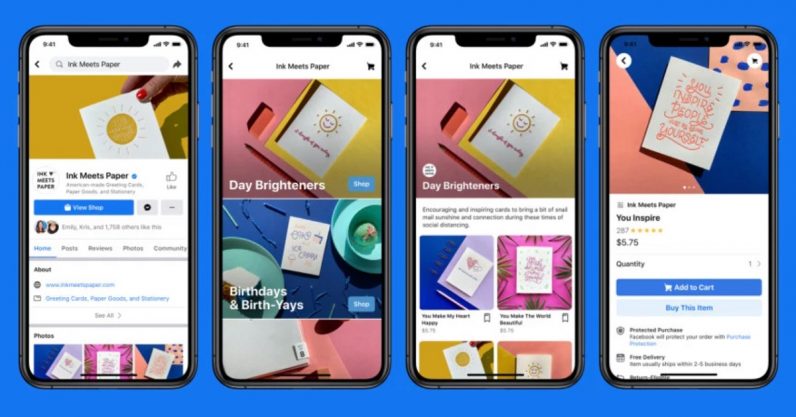 9:41
Ink Meets Paper
INK
MEETS
PAPER
Ink Meets Paper
American-made Greeting Cards,
Paper Goods, and Stationery
Like
View Shop
Emily, Kris, and 1,758 others like this
Home Posts Reviews Photos Community
About
www.inkmeetspaper.com
Greeting Cards, Paper Goods, and Stationery
See All
Photos
9:41
Ink Meets Paper
Day Brighteners
Shop
Birthdays
& Birth-Yays
Shop
9:41
Ink Meets Paper
Day Brighteners
Encouraging and inspiring cards to bring a bit of snail
mail sunshine and connection during these times of
social distancing.
You Make My Heart
Happy
$5.75
You Make The World
Beautiful
$5.75
9:41
YOU
INSPIRE
PEOPLE
YOURSELF
Ink Meets Paper
You Inspire
287 ★★★★★
$5.75
Quantity 1
Add to Cart
Buy This Item
Protected Purchase
Facebook will protect your order with Purchase
Protection
Free Delivery
Item usually ships within 2-5 business days